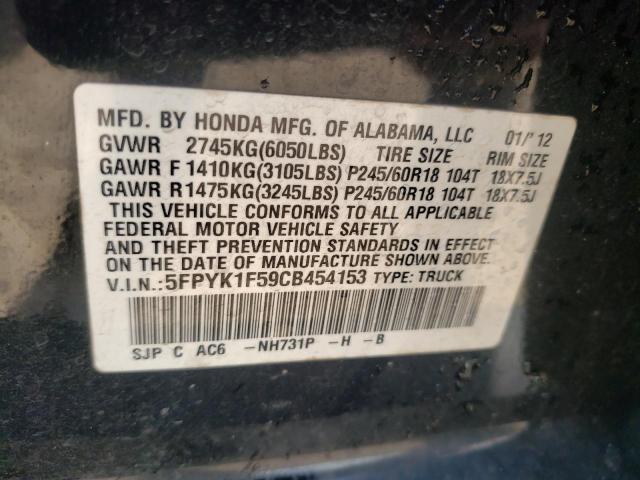 MFD. BY HONDA MFG. OF ALABAMA, LLC 01/'12
GVWR 2745KG(6050LBS) TIRE SIZE RIM SIZE
GAWR F 1410KG(3105LBS) P245/60R18 104T 18X7.5J
GAWR R1475KG(3245LBS) P245/60R18 104T 18X7.5J
THIS VEHICLE CONFORMS TO ALL APPLICABLE
FEDERAL MOTOR VEHICLE SAFETY
AND THEFT PREVENTION STANDARDS IN EFFECT
ON THE DATE OF MANUFACTURE SHOWN ABOVE.
V.I.N.:5FPYK1F59CB454153 TYPE: TRUCK
SJP C AC6 -NH731P -H -B